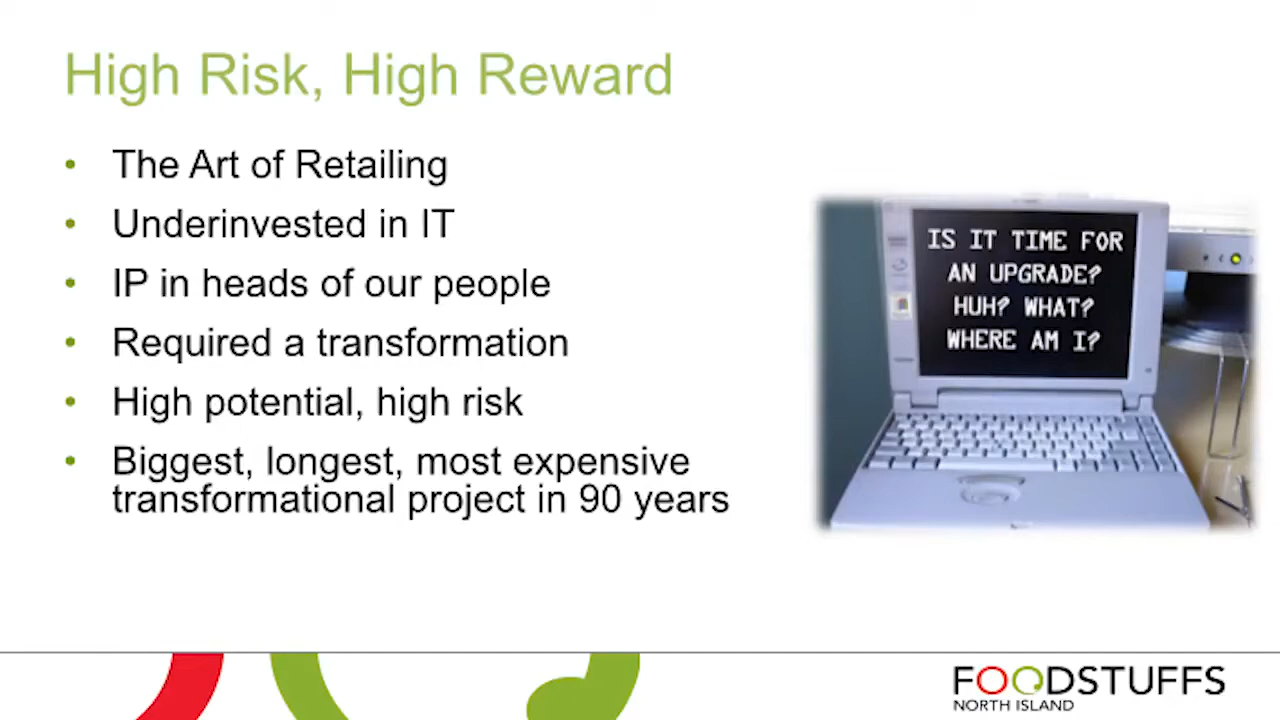 High Risk, High Reward
• The Art of Retailing
• Underinvested in IT
• IP in heads of our people
• Required a transformation
• High potential, high risk
• Biggest, longest, most expensive
transformational project in 90 years
IS IT TIME FOR
AN UPGRADE?
HUH? WHAT?
WHERE AM I?
FOODSTUFFS
NORTH ISLAND